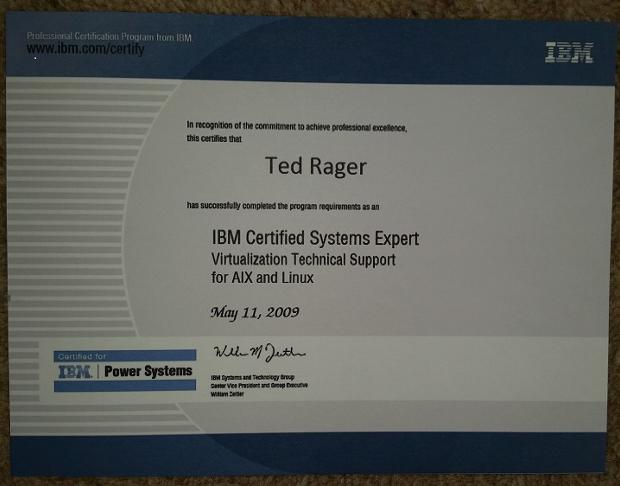 Professional Certification Program from IBM.
www.ibm.com/certify
IBM
In recognition of the commitment to achieve professional excellence,
this certifies that
Ted Rager
has successfully completed the program requirements as an
IBM Certified Systems Expert
Virtualization Technical Support
for AIX and Linux
May 11, 2009
Certified for
IBM. | Power Systems
IBM Systems and Technology Group
Senior Vice President and Group Executive
William Zeitler